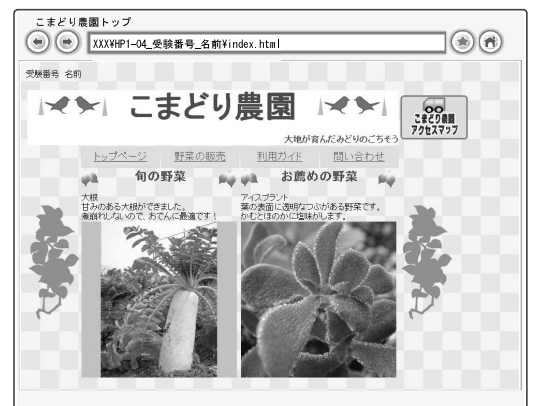 こまどり農園トップ
XXX¥HP1-04_受験番号_名前¥index.html
受験番号 名前
こまどり農園
大地が育んだみどりのごちそう
こまどり農園
アクセスマップ
トップページ 野菜の販売 利用ガイド 問い合わせ
旬の野菜
お薦めの野菜
大根
甘みのある大根ができました。
煮崩れしないので、おでんに最適です!
アイスプラント
葉の表面に透明なつぶがある野菜です。
かむとほのかに塩味がします。